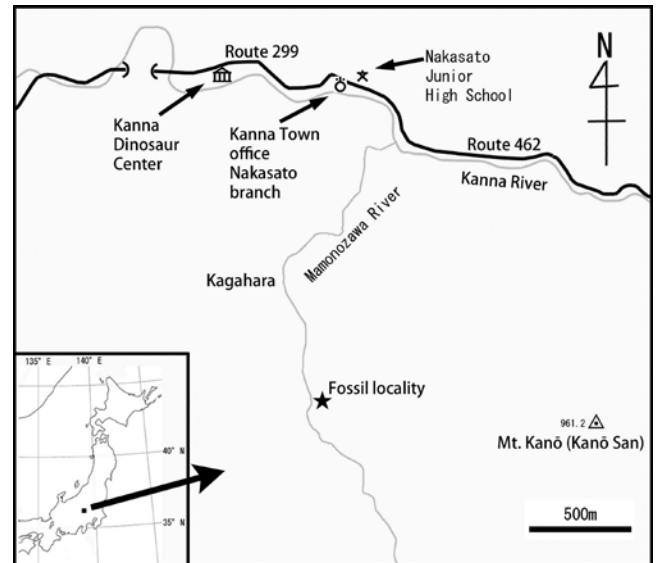 Route 299
Nakasato
Junior
High School
N
Kanna
Dinosaur
Center
Kanna Town
office
Nakasato
branch
Route 462
Kanna River
Mamonozawa River
Kagahara
Fossil locality
961.2
Mt. Kanō (Kanō San)
500m
135° E
140° E
40° N
35° N